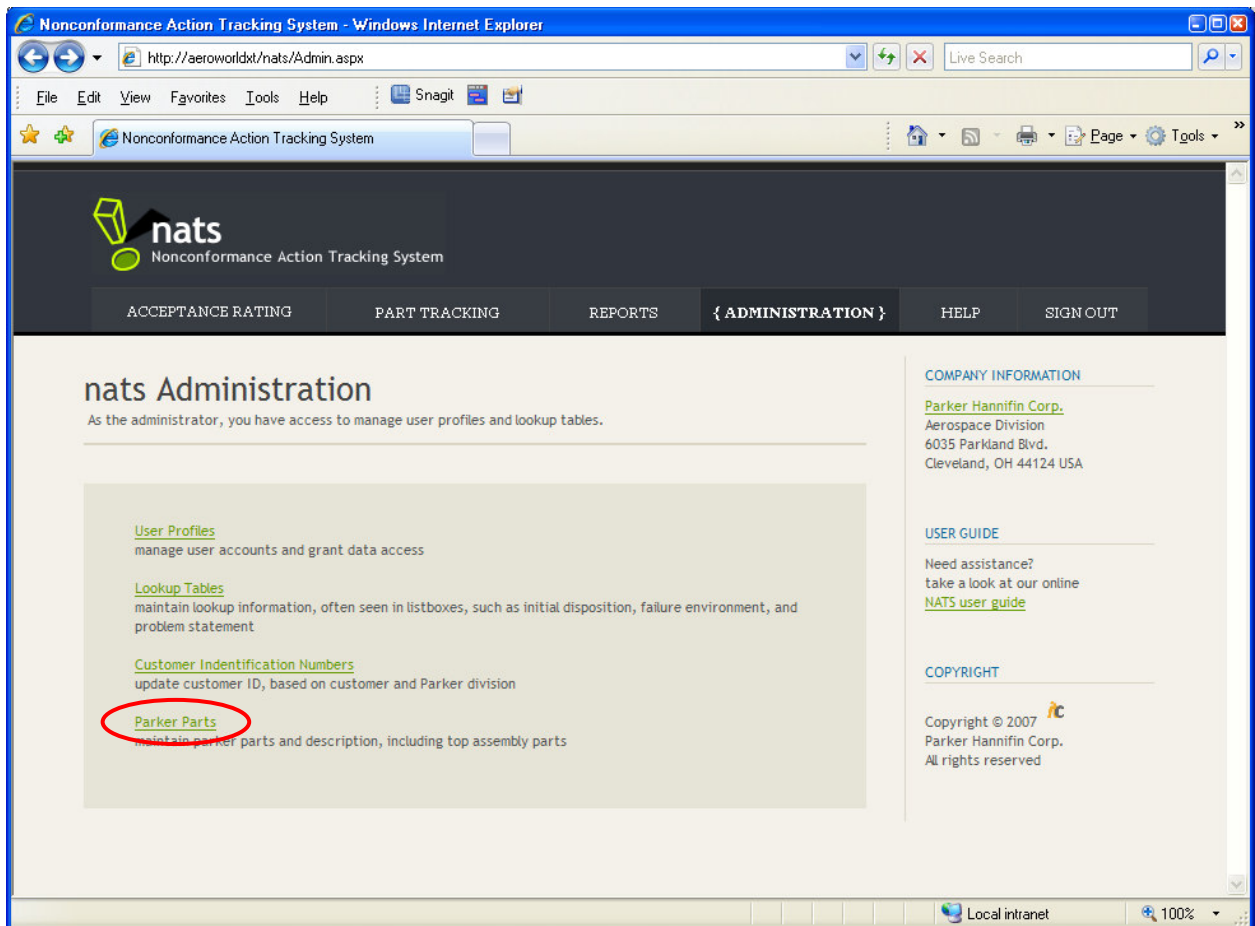 Nonconformance Action Tracking System - Windows Internet Explorer
http://aeroworldxt/nats/Admin.aspx
Live Search
File Edit View Favorites Tools Help Snagit
Nonconformance Action Tracking System
Page Tools »
nats
Nonconformance Action Tracking System
ACCEPTANCE RATING PART TRACKING REPORTS { ADMINISTRATION } HELP SIGN OUT
nats Administration
As the administrator, you have access to manage user profiles and lookup tables.
User Profiles
manage user accounts and grant data access
Lookup Tables
maintain lookup information, often seen in listboxes, such as initial disposition, failure environment, and
problem statement
Customer Indentification Numbers
update customer ID, based on customer and Parker division
Parker Parts
maintain parker parts and description, including top assembly parts
COMPANY INFORMATION
Parker Hannifin Corp.
Aerospace Division
6035 Parkland Blvd.
Cleveland, OH 44124 USA
USER GUIDE
Need assistance?
take a look at our online
NATS user guide
COPYRIGHT
Copyright © 2007 ic
Parker Hannifin Corp.
All rights reserved
Local intranet 100%